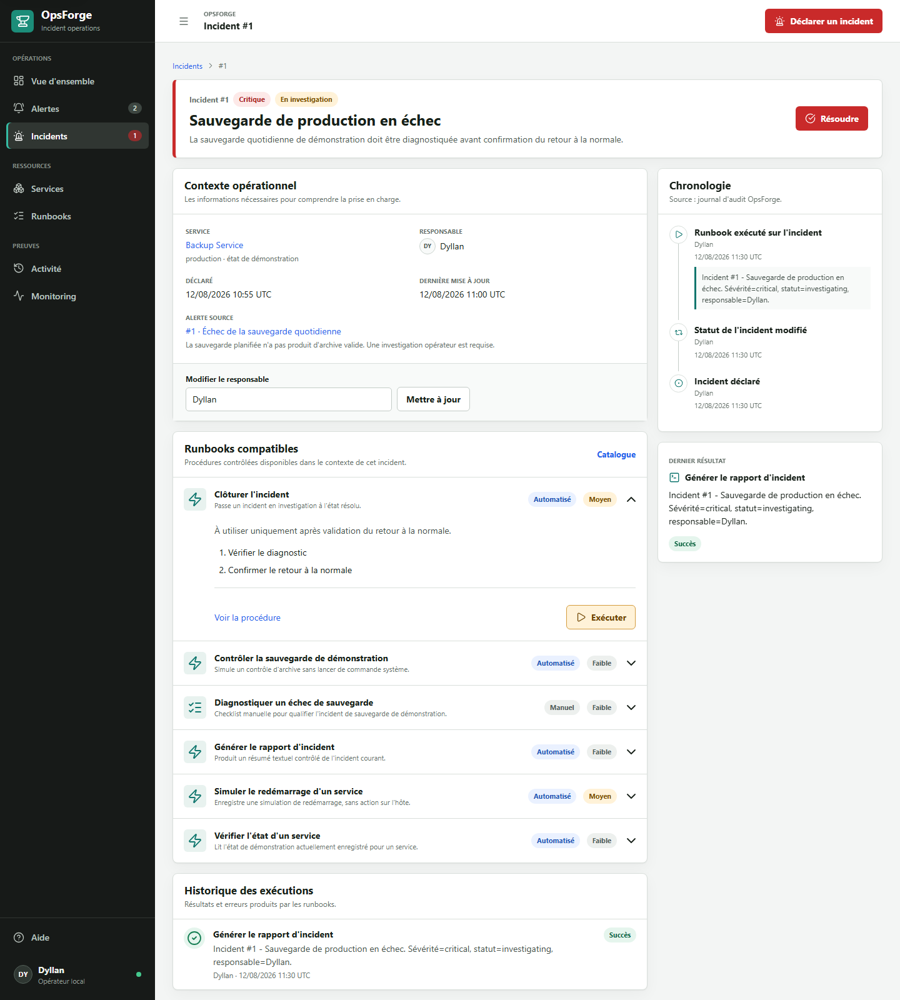 OpsForge
Incident operations
OPÉRATIONS
Vue d'ensemble
Alertes
2
Incidents
1
RESSOURCES
Services
Runbooks
PREUVES
Activité
Monitoring
Aide
DY
Dyllan
Opérateur local
OPSFORGE
Incident #1
Déclarer un incident
Incidents
#1
Incident #1
Critique
En investigation
Sauvegarde de production en échec
La sauvegarde quotidienne de démonstration doit être diagnostiquée avant confirmation du retour à la normale.
Résoudre
Contexte opérationnel
Les informations nécessaires pour comprendre la prise en charge.
SERVICE
Backup Service
production · état de démonstration
RESPONSABLE
DY
Dyllan
DÉCLARÉ
12/08/2026 10:55 UTC
DERNIÈRE MISE À JOUR
12/08/2026 11:00 UTC
ALERTE SOURCE
#1 · Échec de la sauvegarde quotidienne
La sauvegarde planifiée n'a pas produit d'archive valide. Une investigation opérateur est requise.
Modifier le responsable
Dyllan
Mettre à jour
Runbooks compatibles
Procédures contrôlées disponibles dans le contexte de cet incident.
Catalogue
Clôturer l'incident
Passe un incident en investigation à l'état résolu.
Automatisé
Moyen
À utiliser uniquement après validation du retour à la normale.
1. Vérifier le diagnostic
2. Confirmer le retour à la normale
Voir la procédure
Exécuter
Contrôler la sauvegarde de démonstration
Simule un contrôle d'archive sans lancer de commande système.
Automatisé
Faible
Diagnostiquer un échec de sauvegarde
Checklist manuelle pour qualifier l'incident de sauvegarde de démonstration.
Manuel
Faible
Générer le rapport d'incident
Produit un résumé textuel contrôlé de l'incident courant.
Automatisé
Faible
Simuler le redémarrage d'un service
Enregistre une simulation de redémarrage, sans action sur l'hôte.
Automatisé
Moyen
Vérifier l'état d'un service
Lit l'état de démonstration actuellement enregistré pour un service.
Automatisé
Faible
Historique des exécutions
Résultats et erreurs produits par les runbooks.
Générer le rapport d'incident
Incident #1 - Sauvegarde de production en échec. Sévérité=critical, statut=investigating,
responsable=Dyllan.
Dyllan · 12/08/2026 11:30 UTC
Succès
Chronologie
Source : journal d'audit OpsForge.
Runbook exécuté sur l'incident
Dyllan
12/08/2026 11:30 UTC
Incident #1 - Sauvegarde de production en
échec. Sévérité=critical, statut=investigating,
responsable=Dyllan.
Statut de l'incident modifié
Dyllan
12/08/2026 11:30 UTC
Incident déclaré
Dyllan
12/08/2026 11:30 UTC
DERNIER RÉSULTAT
Générer le rapport d'incident
Incident #1 - Sauvegarde de production en échec.
Sévérité=critical, statut=investigating,
responsable=Dyllan.
Succès